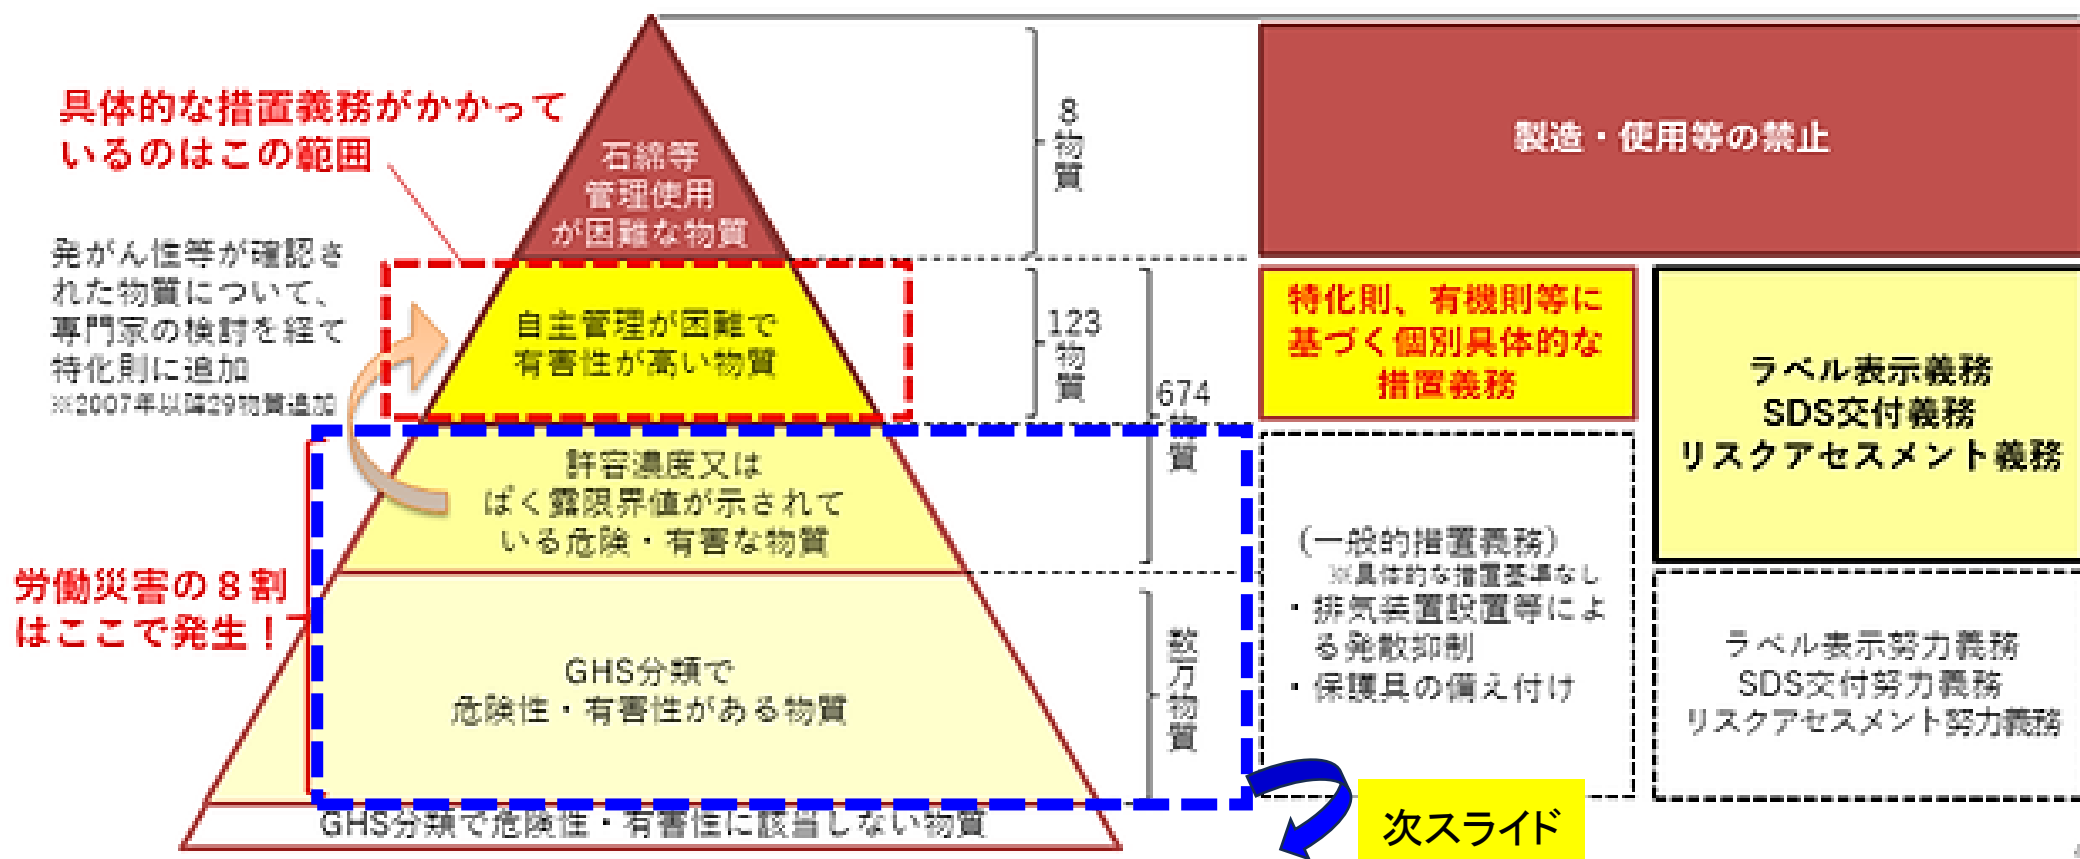 具体的な措置義務がかかって
いるのはこの範囲
発がん性等が確認さ
れた物質について、
専門家の検討を経て
特化則に追加
※2007年以降29物質追加
労働災害の8割
はここで発生！
石綿等
管理使用
が困難な物質
自主管理が困難で
有害性が高い物質
許容濃度又は
ばく露限界値が示されて
いる危険・有害な物質
GHS分類で
危険性・有害性がある物質
GHS分類で危険性・有害性に該当しない物質
8物質
123物質
674物質
数万物質
製造・使用等の禁止
特化則、有機則等に
基づく個別具体的な
措置義務
ラベル表示義務
SDS交付義務
リスクアセスメント義務
（一般的措置義務）
※具体的な措置基準なし
・排気装置設置等によ
る発散抑制
・保護具の備え付け
ラベル表示努力義務
SDS交付努力義務
リスクアセスメント努力義務
次スライド